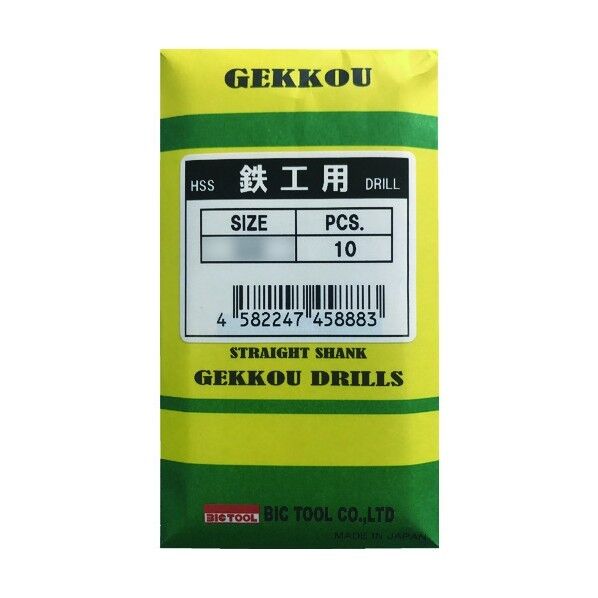 GEKKOU
HSS 鉄工用 DRILL
SIZE PCS.
10
4 582247 458883
STRAIGHT SHANK
GEKKOU DRILLS
BIC TOOL BIC TOOL CO.,LTD
MADE IN JAPAN